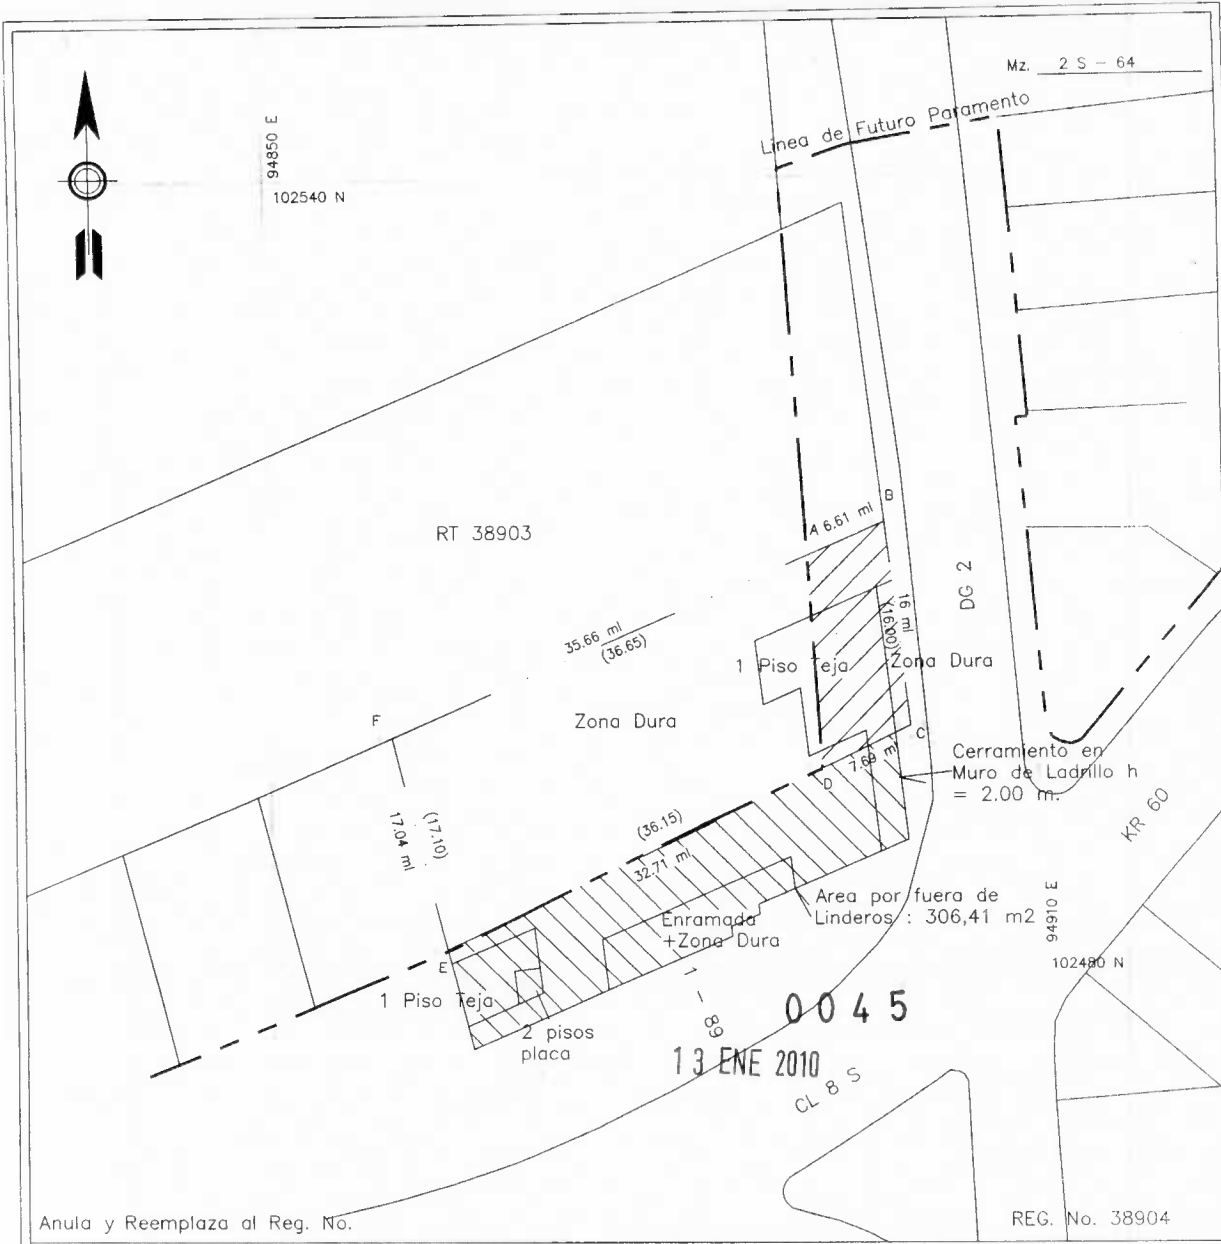 Mz. 2 S - 64
Línea de Futuro Paramento
94850 E
102540 N
RT 38903
B
A 6.61 ml
DG 2
16 ml
(16.00)
35.66 ml
(36.65)
1 Piso Teja
Zona Dura
F
Zona Dura
C
7.69 m
D
Cerramiento en
Muro de Ladrillo h
= 2.00 m.
KR 60
(17.10)
17.04 ml
(36.15)
32.71 ml
Area por fuera de
Linderos : 306,41 m2
94910 E
102480 N
Enramada
+Zona Dura
E
1 Piso Teja
2 pisos
placa
1 - 89
0045
13 ENE 2010
CL 8 S
Anula y Reemplaza al Reg. No.
REG. No. 38904